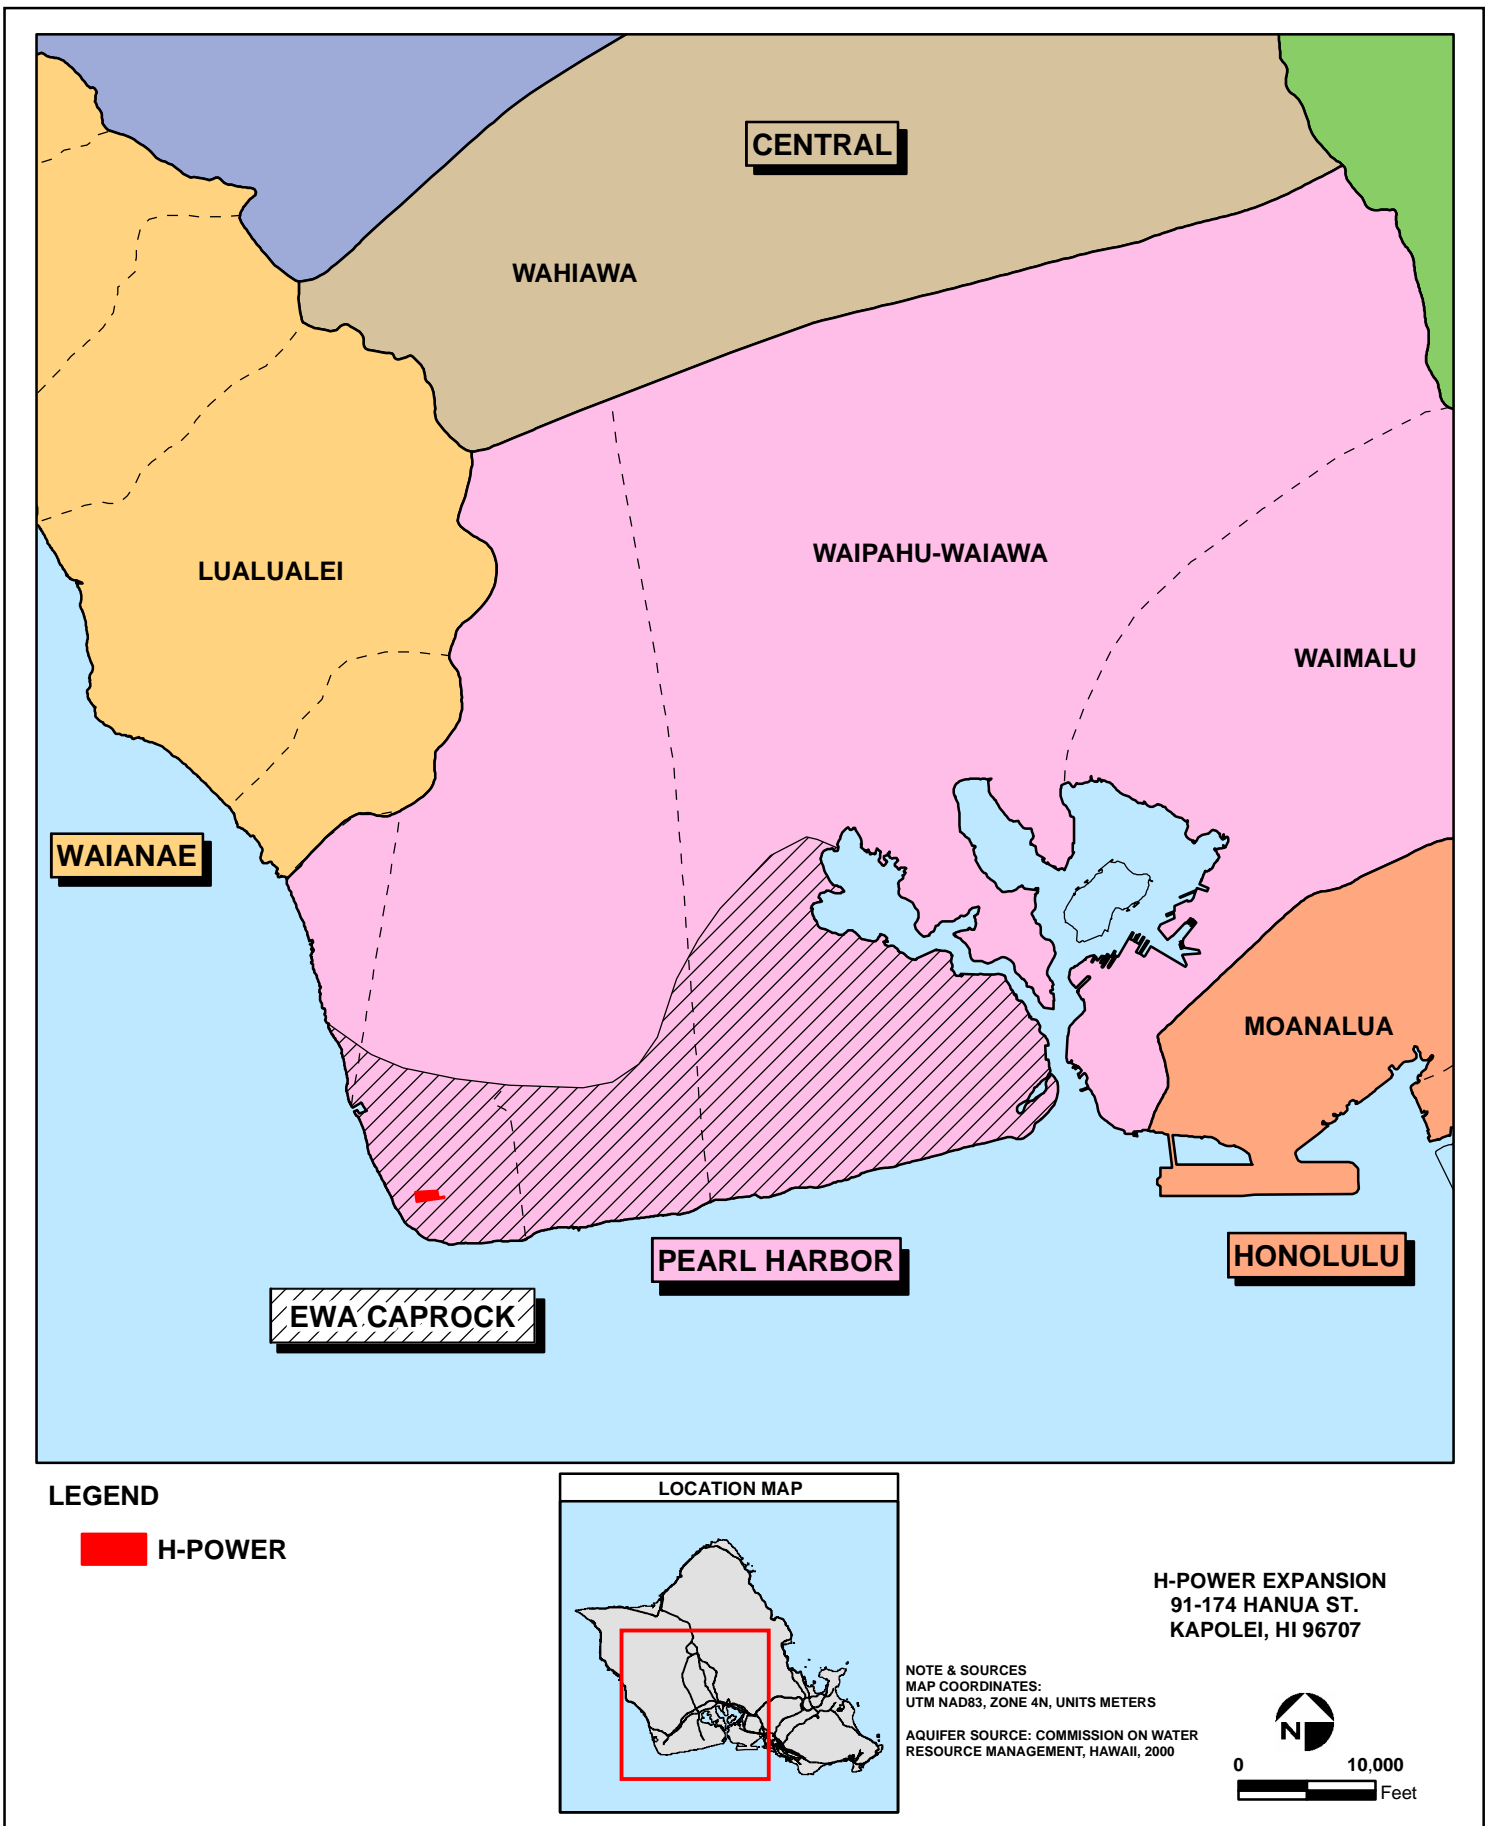 CENTRAL
WAHIAWA
WAIPAHU-WAIAWA
LUALUALEI
WAIMALU
WAIANAE
MOANALUA
PEARL HARBOR
HONOLULU
EWA CAPROCK
LEGEND
H-POWER
LOCATION MAP
H-POWER EXPANSION
91-174 HANUA ST.
KAPOLEI, HI 96707
NOTE & SOURCES
MAP COORDINATES:
UTM NAD83, ZONE 4N, UNITS METERS
AQUIFER SOURCE: COMMISSION ON WATER
RESOURCE MANAGEMENT, HAWAII, 2000
N
0 10,000
Feet